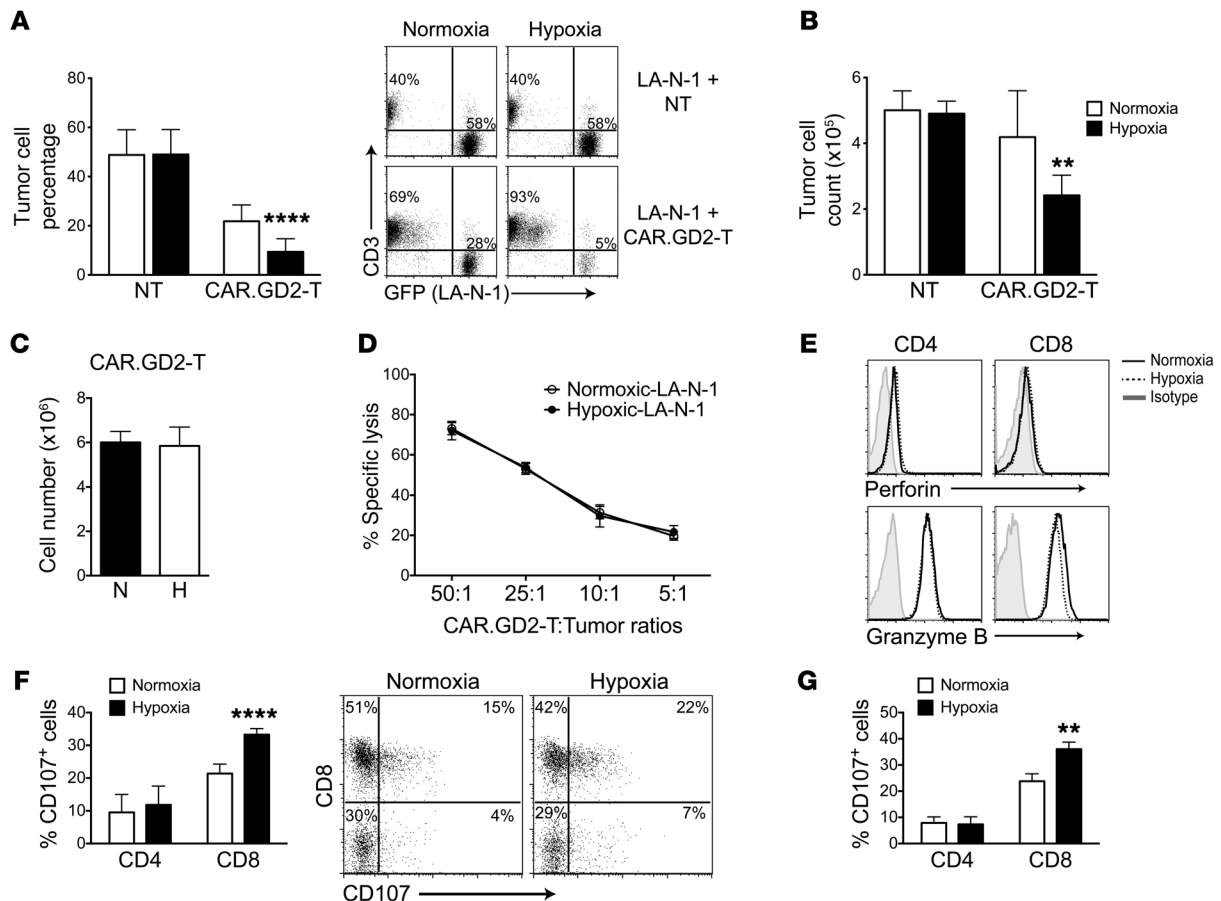 A
Tumor cell
percentage
80
60
40
20
0
NT
CAR.GD2-T
****
Normoxia
Hypoxia
40%
58%
40%
58%
LA-N-1 +
NT
69%
28%
93%
5%
LA-N-1 +
CAR.GD2-T
CD3
GFP (LA-N-1)
B
Tumor cell
count (x10⁵)
6
4
2
0
NT
CAR.GD2-T
**
Normoxia
Hypoxia
C
CAR.GD2-T
Cell number (x10⁶)
8
6
4
2
0
N
H
D
% Specific lysis
100
80
60
40
20
0
Normoxic-LA-N-1
Hypoxic-LA-N-1
50:1
25:1
10:1
5:1
CAR.GD2-T:Tumor ratios
E
CD4
CD8
Normoxia
Hypoxia
Isotype
Perforin
Granzyme B
F
Normoxia
Hypoxia
% CD107⁺ cells
40
30
20
10
0
****
CD4
CD8
Normoxia
Hypoxia
51%
15%
42%
22%
30%
4%
29%
7%
CD8
CD107
G
Normoxia
Hypoxia
% CD107⁺ cells
50
40
30
20
10
0
**
CD4
CD8